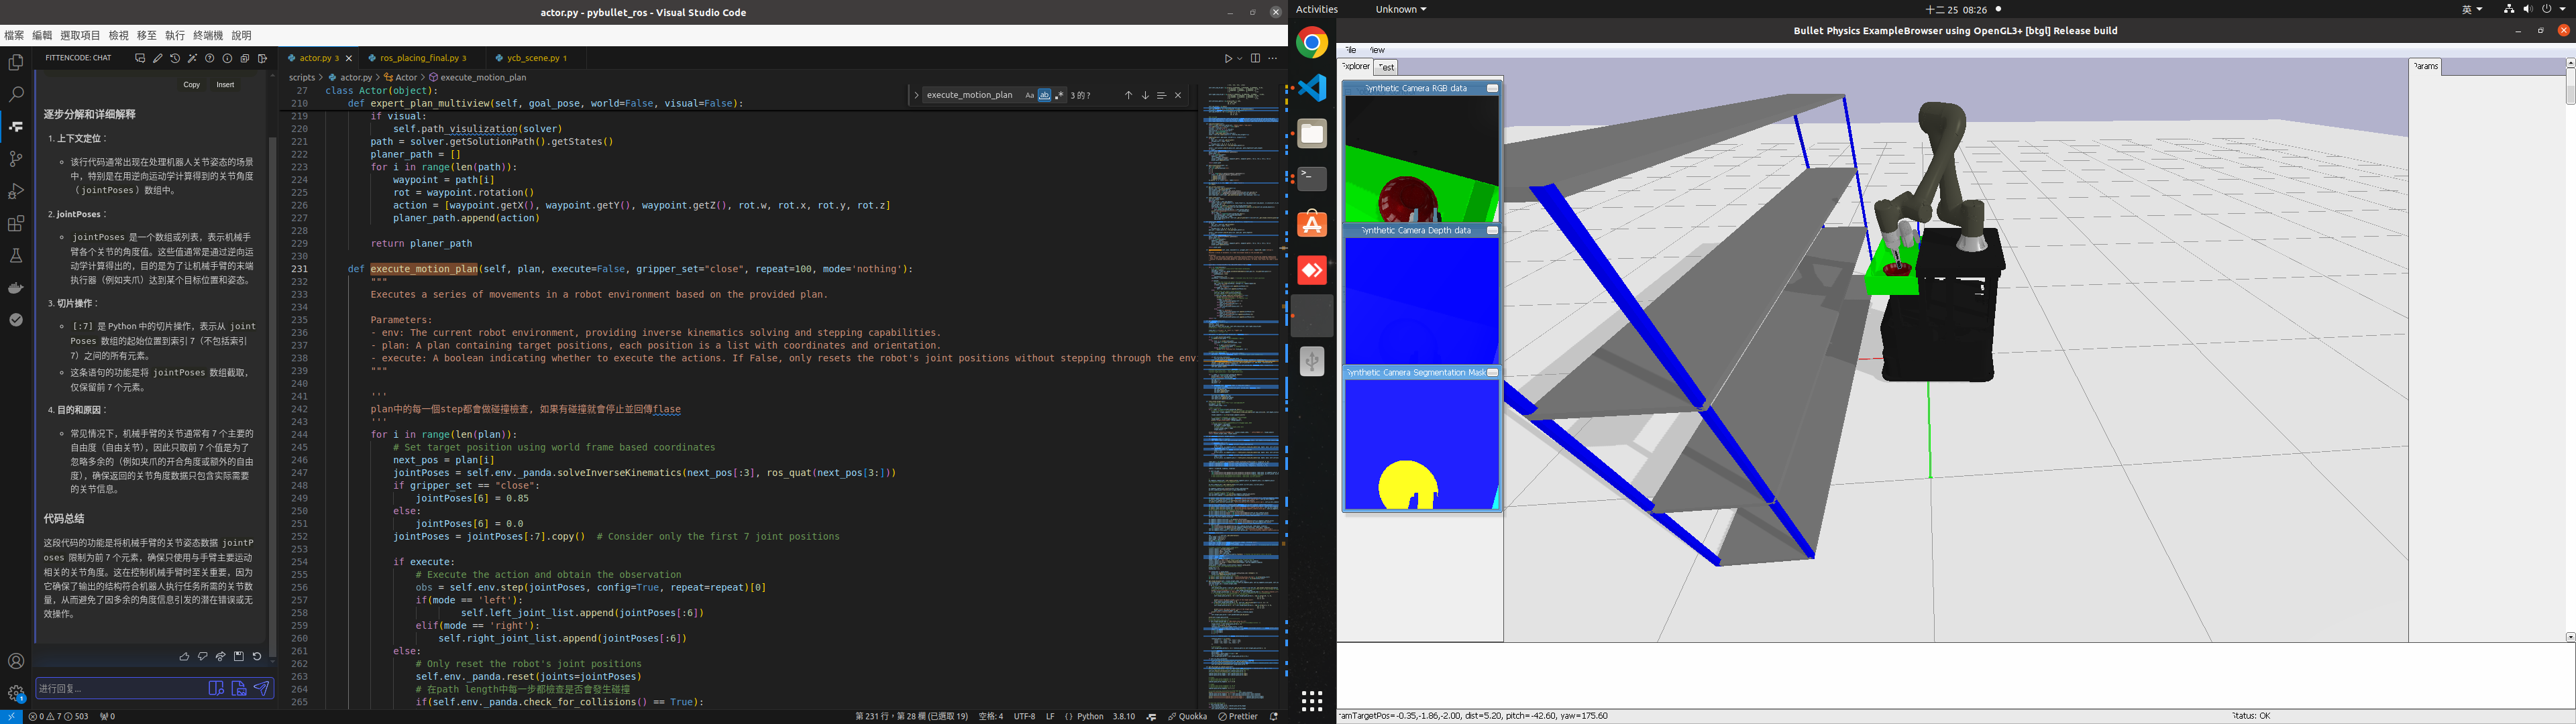 actor.py - pybullet_ros - Visual Studio Code
檔案 編輯 選取項目 檢視 移至 執行 終端機 說明
FITTENCODE: CHAT
Copy Insert
逐步分解和详细解释
1. 上下文定位：
该行代码通常出现在处理机器人关节姿态的场景
中，特别是在用逆向运动学计算得到的关节角度
（jointPoses）数组中。
2. jointPoses：
jointPoses 是一个数组或列表，表示机械手
臂各个关节的角度值。这些值通常是通过逆向运
动学计算得出的，目的是为了让机械手臂的末端
执行器（例如夹爪）达到某个目标位置和姿态。
3. 切片操作：
[:7] 是 Python 中的切片操作，表示从 joint
Poses 数组的起始位置到索引 7（不包括索引
7）之间的所有元素。
这条语句的功能是将 jointPoses 数组截取，
仅保留前 7 个元素。
4. 目的和原因：
常见情况下，机械手臂的关节通常有 7 个主要的
自由度（自由关节），因此只取前 7 个值是为了
忽略多余的（例如夹爪的开合角度或额外的自由
度），确保返回的关节角度数据只包含实际需要
的关节信息。
代码总结
这段代码的功能是将机械手臂的关节姿态数据 jointP
oses 限制为前 7 个元素，确保只使用与手臂主要运动
相关的关节角度。这在控制机械手臂时至关重要，因为
它确保了输出的结构符合机器人执行任务所需的关节数
量，从而避免了因多余的角度信息引发的潜在错误或无
效操作。
进行回复...
actor.py 3 ros_placing_final.py 3 ycb_scene.py 1
scripts > actor.py > Actor > execute_motion_plan
execute_motion_plan Aa ab 3 的 ?
27 class Actor(object):
210 def expert_plan_multiview(self, goal_pose, world=False, visual=False):
219 if visual:
220 self.path_visulization(solver)
221 path = solver.getSolutionPath().getStates()
222 planer_path = []
223 for i in range(len(path)):
224 waypoint = path[i]
225 rot = waypoint.rotation()
226 action = [waypoint.getX(), waypoint.getY(), waypoint.getZ(), rot.w, rot.x, rot.y, rot.z]
227 planer_path.append(action)
228
229 return planer_path
230
231 def execute_motion_plan(self, plan, execute=False, gripper_set="close", repeat=100, mode='nothing'):
232 """
233 Executes a series of movements in a robot environment based on the provided plan.
234
235 Parameters:
236 - env: The current robot environment, providing inverse kinematics solving and stepping capabilities.
237 - plan: A plan containing target positions, each position is a list with coordinates and orientation.
238 - execute: A boolean indicating whether to execute the actions. If False, only resets the robot's joint positions without stepping through the env
239 """
240
241 '''
242 plan中的每一個step都會做碰撞檢查, 如果有碰撞就會停止並回傳flase
243 '''
244 for i in range(len(plan)):
245 # Set target position using world frame based coordinates
246 next_pos = plan[i]
247 jointPoses = self.env._panda.solveInverseKinematics(next_pos[:3], ros_quat(next_pos[3:]))
248 if gripper_set == "close":
249 jointPoses[6] = 0.85
250 else:
251 jointPoses[6] = 0.0
252 jointPoses = jointPoses[:7].copy() # Consider only the first 7 joint positions
253
254 if execute:
255 # Execute the action and obtain the observation
256 obs = self.env.step(jointPoses, config=True, repeat=repeat)[0]
257 if(mode == 'left'):
258 self.left_joint_list.append(jointPoses[:6])
259 elif(mode == 'right'):
260 self.right_joint_list.append(jointPoses[:6])
261 else:
262 # Only reset the robot's joint positions
263 self.env._panda.reset(joints=jointPoses)
264 # 在path length中每一步都檢查是否會發生碰撞
265 if(self.env._panda.check_for_collisions() == True):
0 7 503 0 第 231 行，第 28 欄 (已選取 19) 空格: 4 UTF-8 LF Python 3.8.10 Quokka Prettier
Activities Unknown 十二 25 08:26 英
Bullet Physics ExampleBrowser using OpenGL3+ [btgl] Release build
File View
Explorer Test Params
Synthetic Camera RGB data
Synthetic Camera Depth data
Synthetic Camera Segmentation Mask
camTargetPos=-0.35,-1.86,-2.00, dist=5.20, pitch=-42.60, yaw=175.60 Status: OK